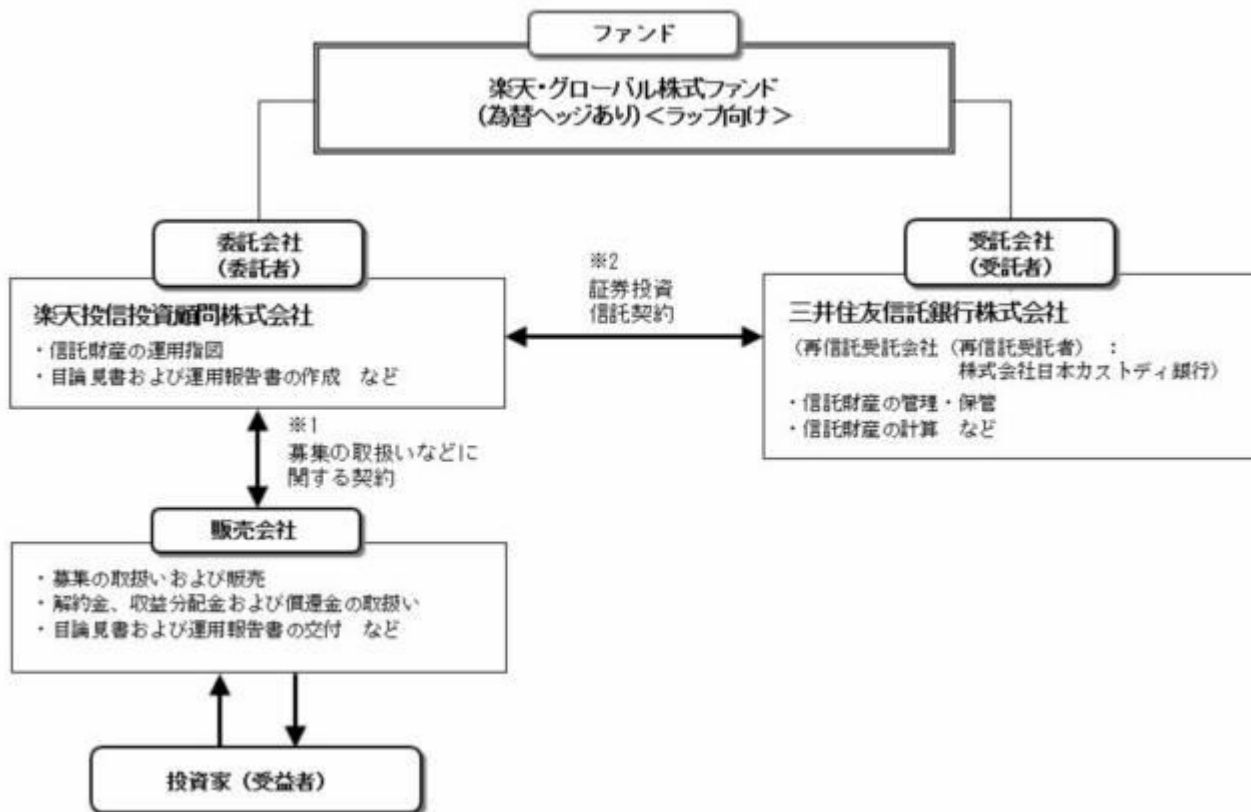 ファンド
楽天・グローバル株式ファンド
(為替ヘッジあり)<ラップ向け>
委託会社
(委託者)
楽天投信投資顧問株式会社
・信託財産の運用指図
・目論見書および運用報告書の作成 など
※2
証券投資
信託契約
受託会社
(受託者)
三井住友信託銀行株式会社
(再信託受託会社(再信託受託者) :
株式会社日本カストディ銀行)
・信託財産の管理・保管
・信託財産の計算 など
※1
募集の取扱いなどに
関する契約
販売会社
・募集の取扱いおよび販売
・解約金、収益分配金および償還金の取扱い
・目論見書および運用報告書の交付 など
投資家(受益者)